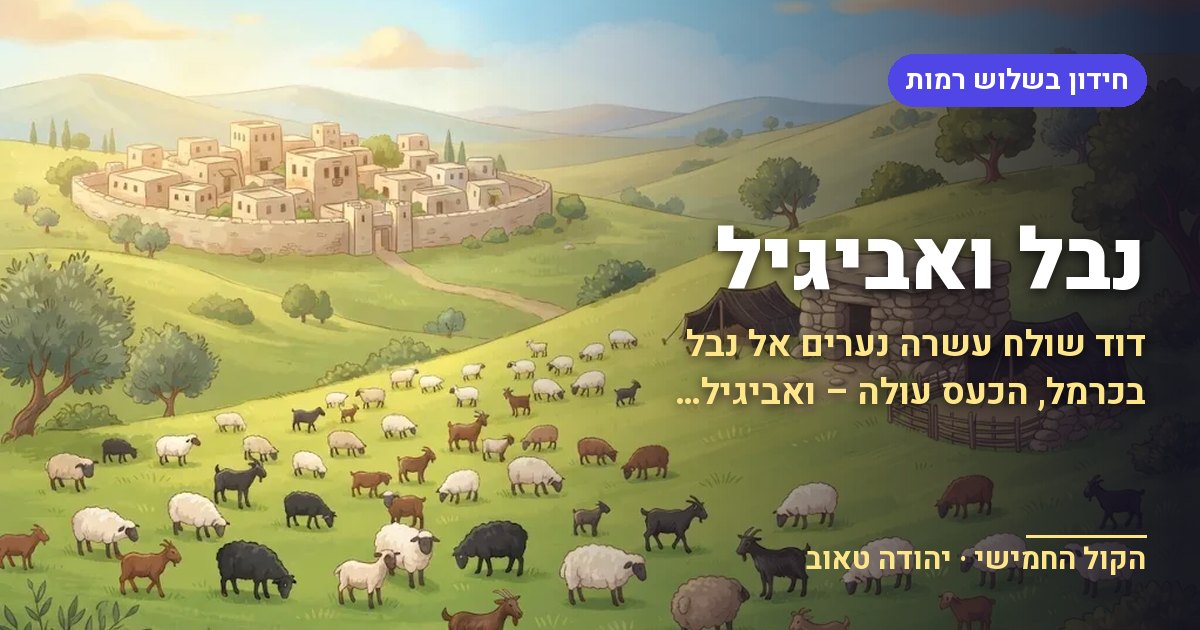 חידון בשלוש רמות
נבל ואביגיל
דוד שולח עשרה נערים אל נבל
בכרמל, הכעס עולה – ואביגיל...
הקול החמישי · יהודה טאוב